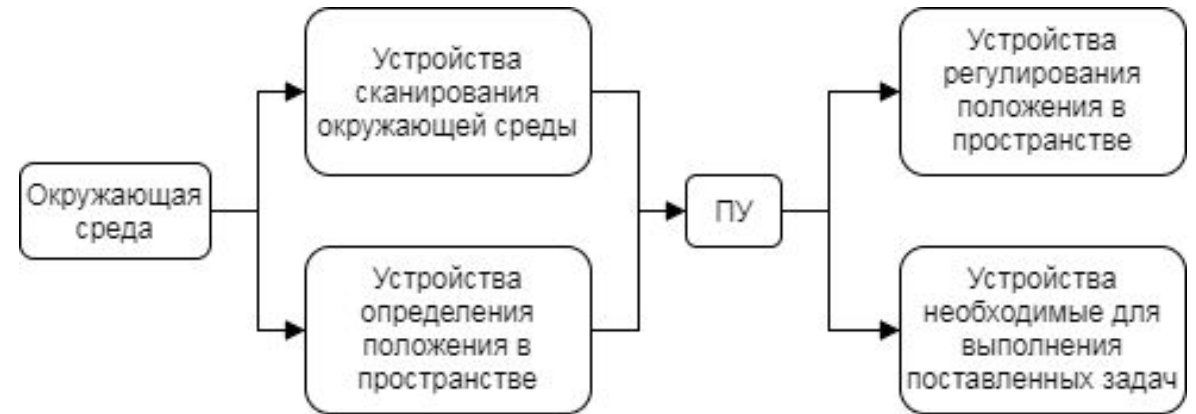 Окружающая
среда
Устройства
сканирования
окружающей среды
Устройства
определения
положения в
пространстве
ПУ
Устройства
регулирования
положения в
пространстве
Устройства
необходимые для
выполнения
поставленных задач